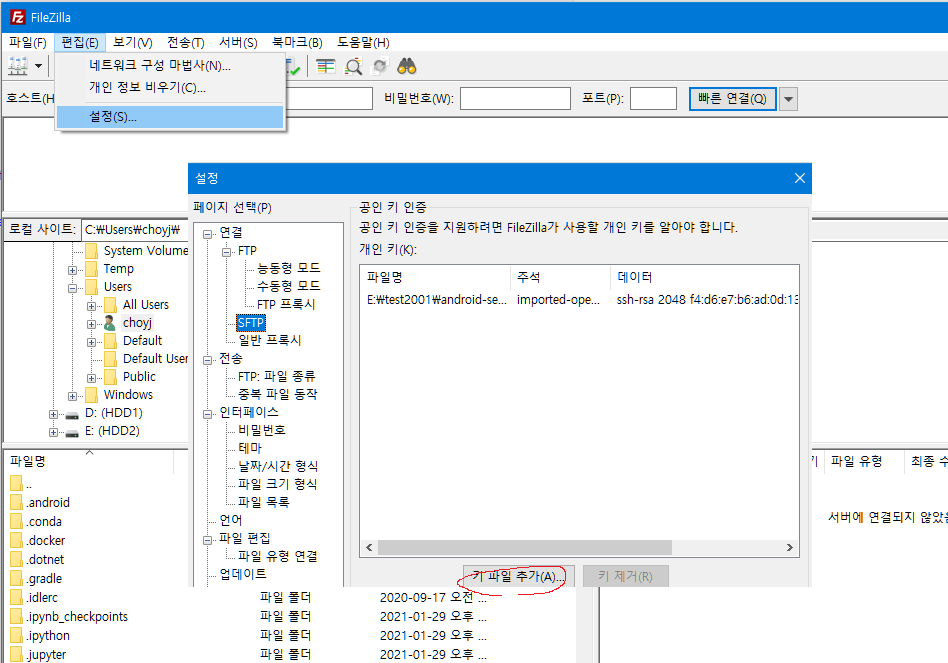 FileZilla
파일(F) 편집(E) 보기(V) 전송(T) 서버(S) 북마크(B) 도움말(H)
네트워크 구성 마법사(N)...
개인 정보 비우기(C)...
설정(S)...
호스트(H 비밀번호(W): 포트(P): 빠른 연결(Q)
설정
페이지 선택(P)
연결
FTP
능동형 모드
수동형 모드
FTP 프록시
SFTP
일반 프록시
전송
FTP: 파일 종류
중복 파일 동작
인터페이스
비밀번호
테마
날짜/시간 형식
파일 크기 형식
파일 목록
언어
파일 편집
파일 유형 연결
업데이트
공인 키 인증
공인 키 인증을 지원하려면 FileZilla가 사용할 개인 키를 알아야 합니다.
개인 키(K):
파일명 주석 데이터
E:₩test2001₩android-se... imported-ope... ssh-rsa 2048 f4:d6:e7:b6:ad:0d:13
키 파일 추가(A)... 키 제거(R)
로컬 사이트: C:₩Users₩choyj₩
System Volume
Temp
Users
All Users
choyj
Default
Default User
Public
Windows
D: (HDD1)
E: (HDD2)
파일명
..
.android
.conda
.docker
.dotnet
.gradle
.idlerc 파일 폴더 2020-09-17 오전 ...
.ipynb_checkpoints 파일 폴더 2021-01-29 오후 ...
.ipython 파일 폴더 2021-01-29 오후 ...
.jupyter 파일 폴더 2021-01-29 오후 ...
파일 유형 최종 수
서버에 연결되지 않았